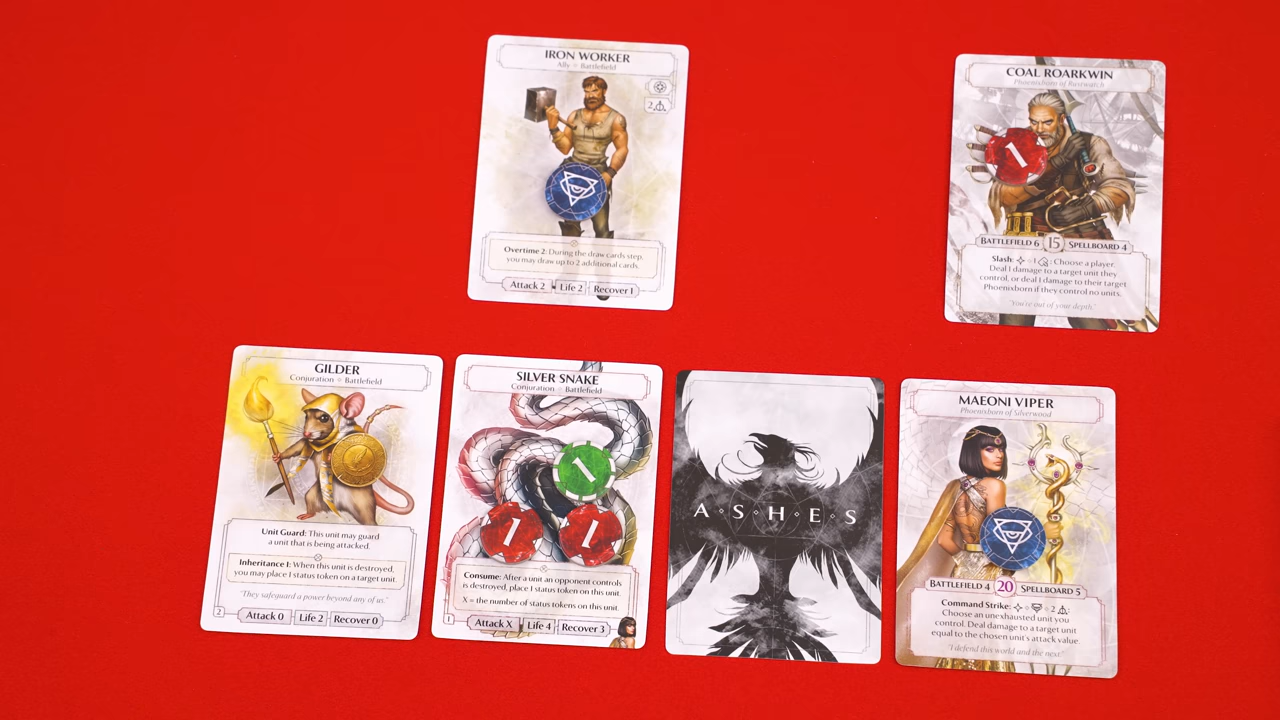 IRON WORKER
Ally ◦ Battlefield
2
Overtime 2: During the draw cards step,
you may draw up to 2 additional cards.
Attack 2 Life 2 Recover 1
COAL ROARKWIN
Phoenixborn of Rustwatch
1
BATTLEFIELD 6 15 SPELLBOARD 4
Slash: 1 : Choose a player.
Deal 1 damage to a target unit they
control, or deal 1 damage to their target
Phoenixborn if they control no units.
"You're out of your depth."
GILDER
Conjuration ◦ Battlefield
Unit Guard: This unit may guard
a unit that is being attacked.
Inheritance 1: When this unit is destroyed,
you may place 1 status token on a target unit.
"They safeguard a power beyond any of us."
2
Attack 0 Life 2 Recover 0
SILVER SNAKE
Conjuration ◦ Battlefield
1
1 1
Consume: After a unit an opponent controls
is destroyed, place 1 status token on this unit.
X = the number of status tokens on this unit.
1
Attack X Life 4 Recover 3
A◦S◦H◦E◦S
MAEONI VIPER
Phoenixborn of Silverwood
BATTLEFIELD 4 20 SPELLBOARD 5
Command Strike: 2 :
Choose an unexhausted unit you
control. Deal damage to a target unit
equal to the chosen unit's attack value.
"I defend this world and the next."